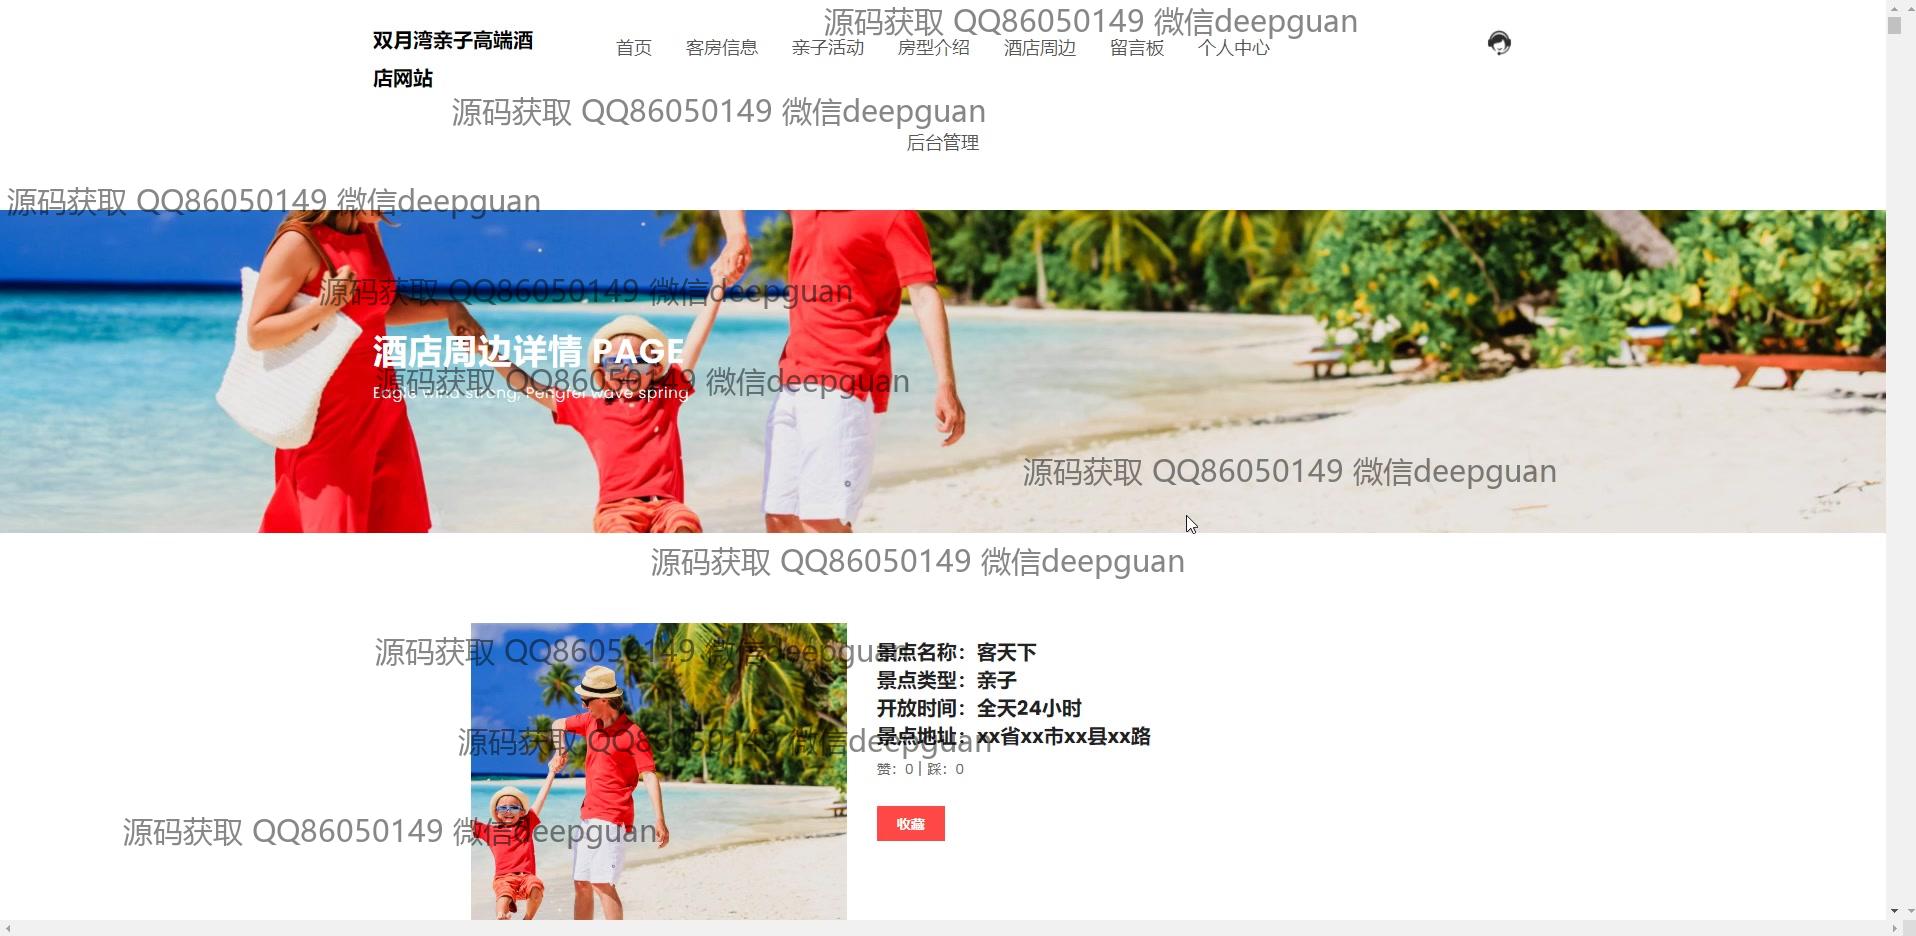 源码获取 QQ86050149 微信deepguan
双月湾亲子高端酒
店网站
首页 客房信息 亲子活动 房型介绍 酒店周边 留言板 个人中心
源码获取 QQ86050149 微信deepguan
后台管理
源码获取 QQ86050149 微信deepguan
源码获取 QQ86050149 微信deepguan
酒店周边详情 PAGE
源码获取 QQ86050149 微信deepguan
Eagle wind strong, Pengrei wave spring
源码获取 QQ86050149 微信deepguan
源码获取 QQ86050149 微信deepguan
源码获取 QQ86050149 微信deepguan
景点名称：客天下
景点类型：亲子
开放时间：全天24小时
源码获取 QQ86050149 微信deepguan
景点地址：xx省xx市xx县xx路
赞：0 | 踩：0
收藏
源码获取 QQ86050149 微信deepguan